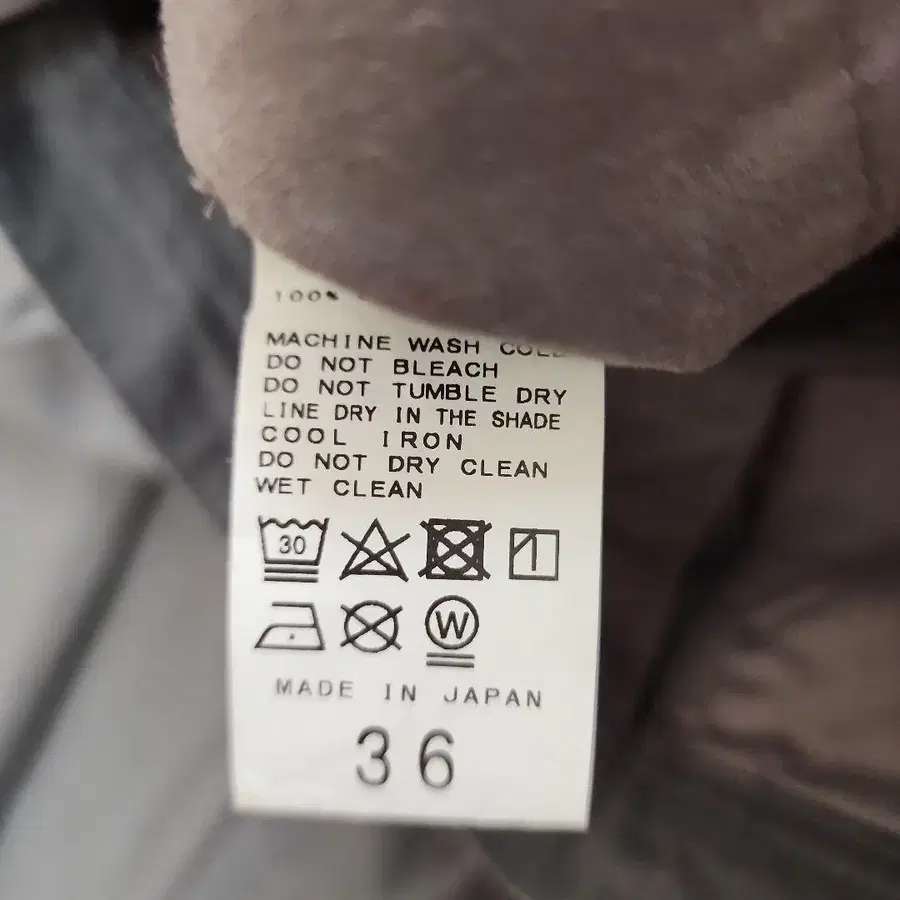 100%
MACHINE WASH COLD
DO NOT BLEACH
DO NOT TUMBLE DRY
LINE DRY IN THE SHADE
COOL IRON
DO NOT DRY CLEAN
WET CLEAN
30
W
MADE IN JAPAN
36